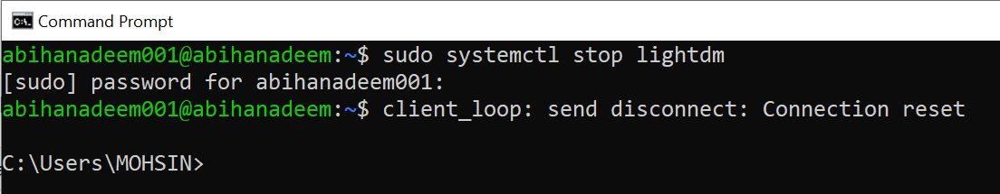 Command Prompt
abihanadeem001@abihanadeem:~$ sudo systemctl stop lightdm
[sudo] password for abihanadeem001:
abihanadeem001@abihanadeem:~$ client_loop: send disconnect: Connection reset
C:\Users\MOHSIN>